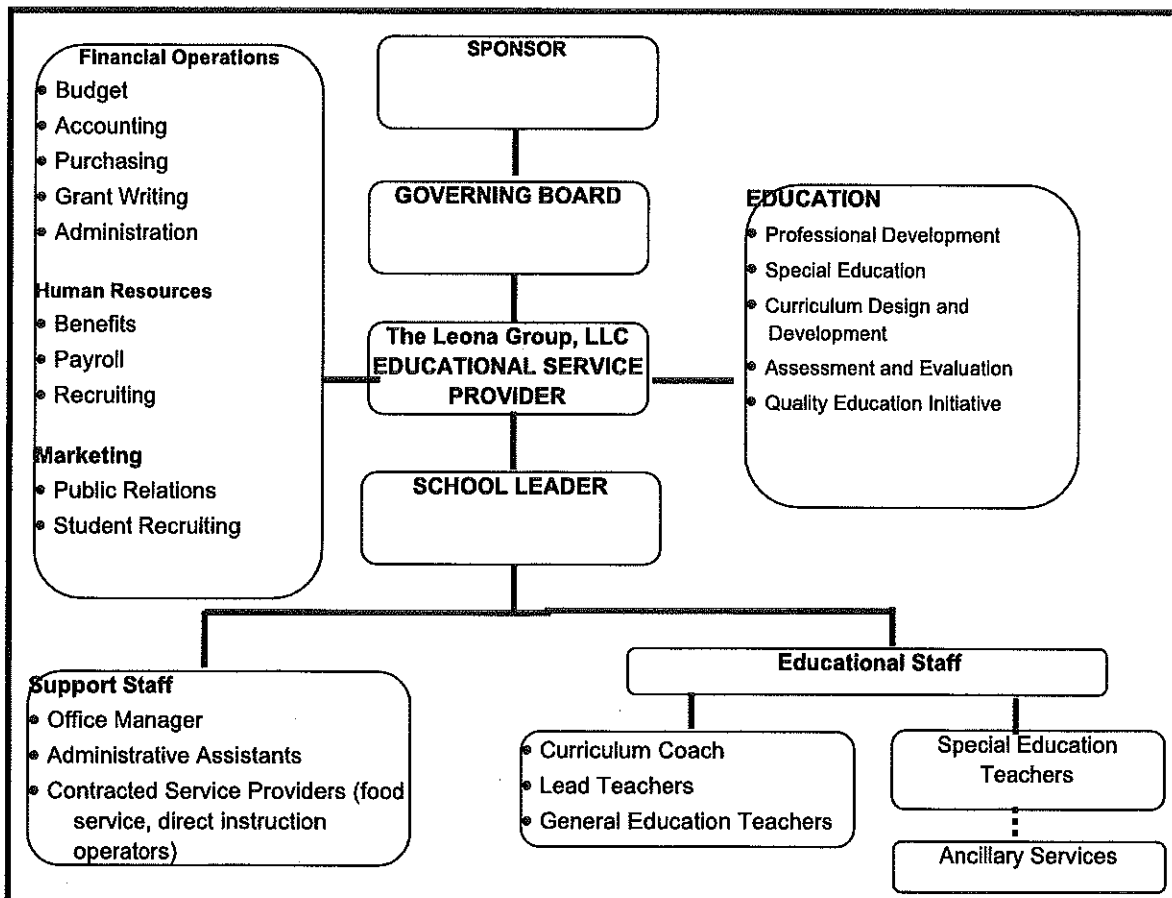 Financial Operations
• Budget
• Accounting
• Purchasing
• Grant Writing
• Administration
Human Resources
• Benefits
• Payroll
• Recruiting
Marketing
• Public Relations
• Student Recruiting
SPONSOR
GOVERNING BOARD
The Leona Group, LLC
EDUCATIONAL SERVICE
PROVIDER
SCHOOL LEADER
EDUCATION
• Professional Development
• Special Education
• Curriculum Design and
Development
• Assessment and Evaluation
• Quality Education Initiative
Support Staff
• Office Manager
• Administrative Assistants
• Contracted Service Providers (food
service, direct instruction
operators)
Educational Staff
• Curriculum Coach
• Lead Teachers
• General Education Teachers
Special Education
Teachers
Ancillary Services